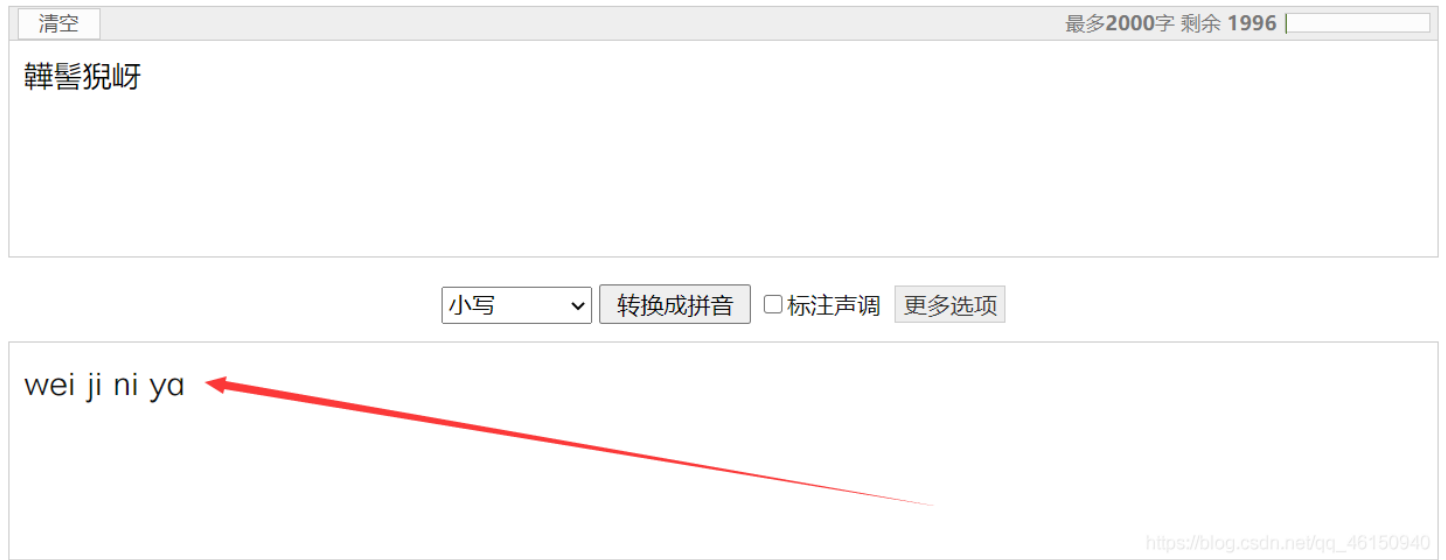 清空
最多2000字 剩余 1996
韡髻猊岈
小写 转换成拼音 标注声调 更多选项
wei ji ni ya
https://blog.csdn.net/qq_46150940